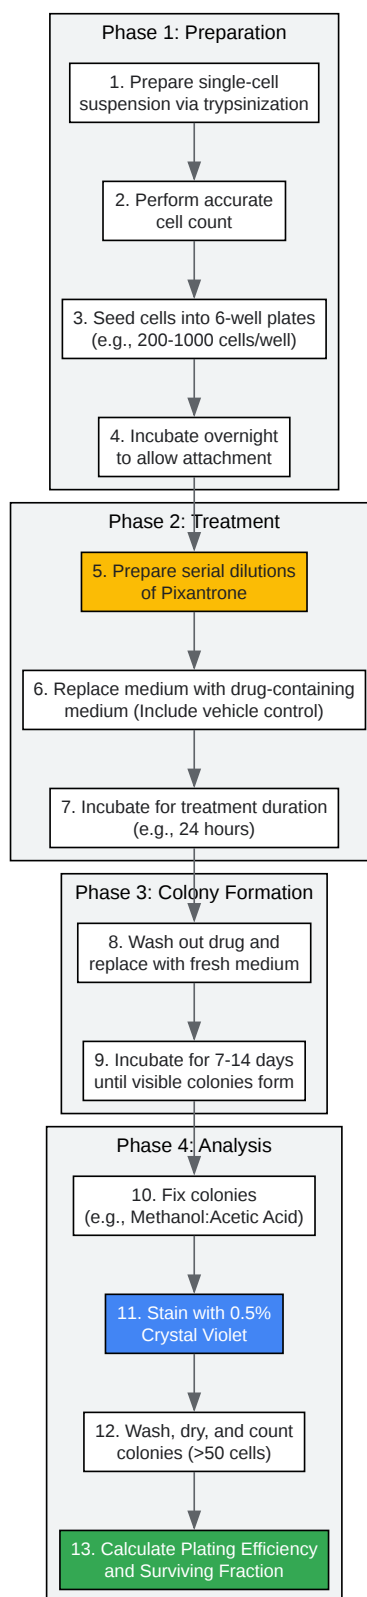 Phase 1: Preparation
1. Prepare single-cell
suspension via trypsinization
2. Perform accurate
cell count
3. Seed cells into 6-well plates
(e.g., 200-1000 cells/well)
4. Incubate overnight
to allow attachment
Phase 2: Treatment
5. Prepare serial dilutions
of Pixantrone
6. Replace medium with drug-containing
medium (Include vehicle control)
7. Incubate for treatment duration
(e.g., 24 hours)
Phase 3: Colony Formation
8. Wash out drug and
replace with fresh medium
9. Incubate for 7-14 days
until visible colonies form
Phase 4: Analysis
10. Fix colonies
(e.g., Methanol:Acetic Acid)
11. Stain with 0.5%
Crystal Violet
12. Wash, dry, and count
colonies (>50 cells)
13. Calculate Plating Efficiency
and Surviving Fraction